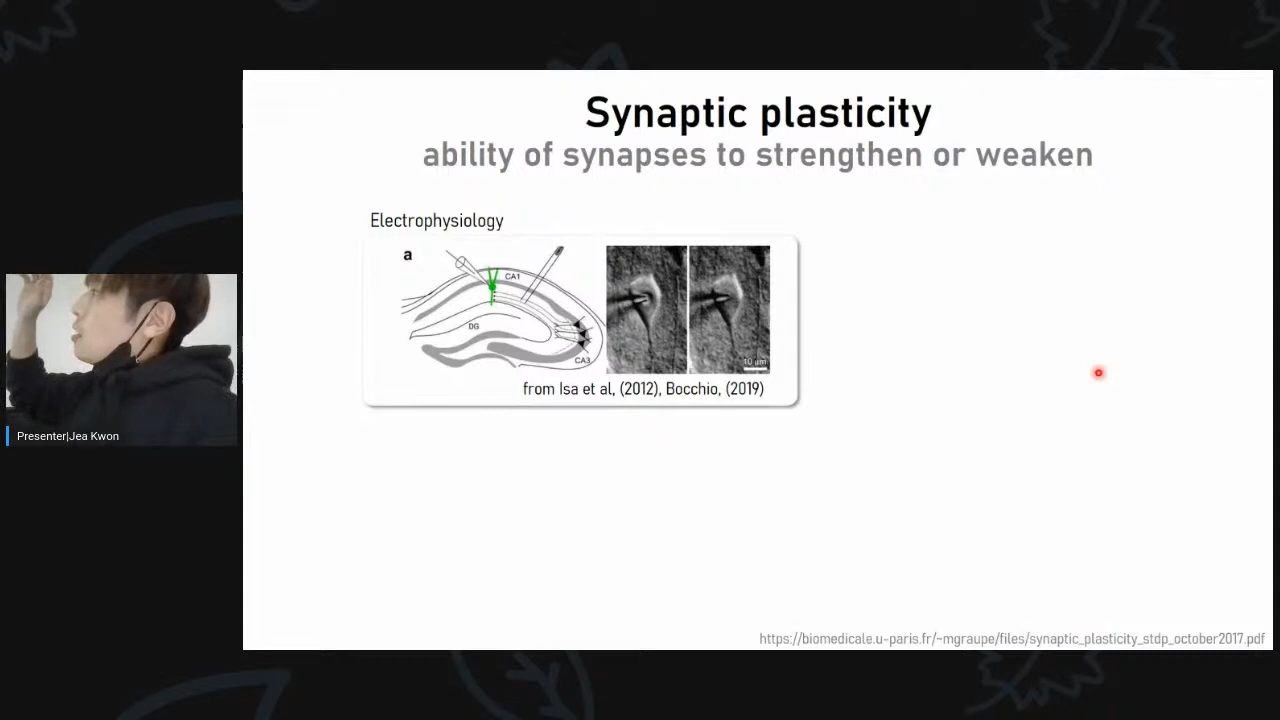 Synaptic plasticity
ability of synapses to strengthen or weaken
Electrophysiology
a
CA1
DG
CA3
10 µm
from Isa et al, (2012), Bocchio, (2019)
Presenter|Jea Kwon
https://biomedicale.u-paris.fr/~mgraupe/files/synaptic_plasticity_stdp_october2017.pdf